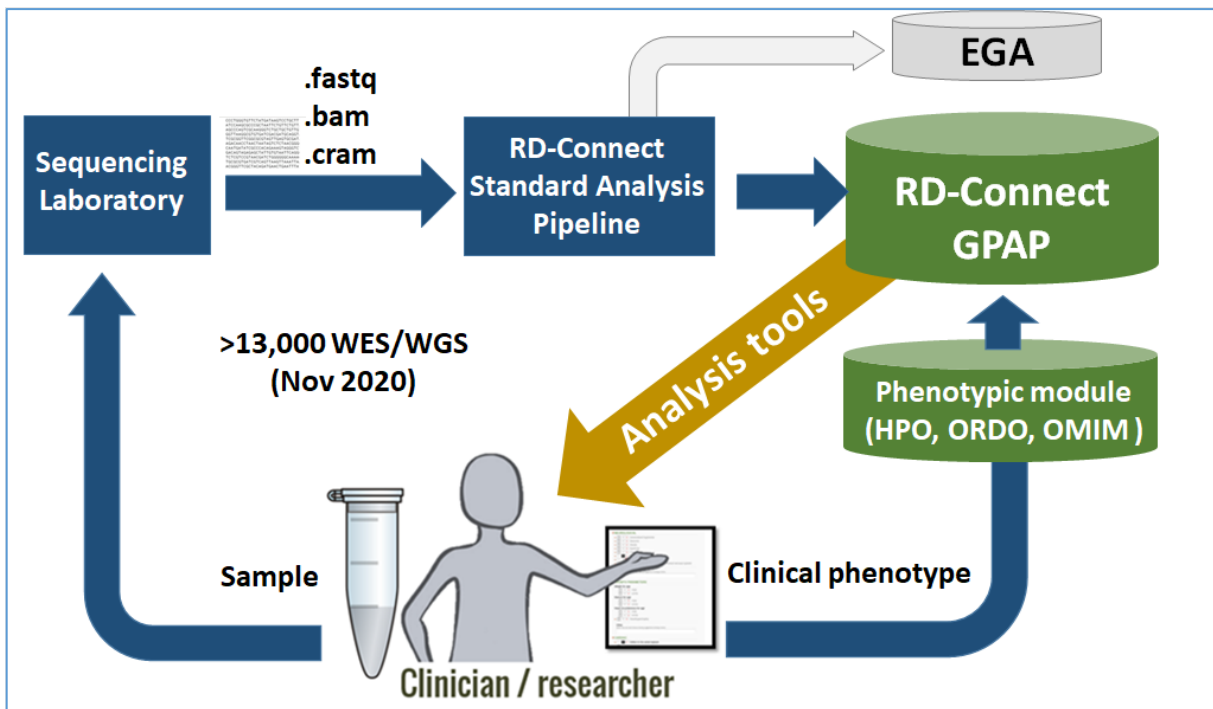 EGA
.fastq
.bam
.cram
Sequencing
Laboratory
RD-Connect
Standard Analysis
Pipeline
RD-Connect
GPAP
Analysis tools
>13,000 WES/WGS
(Nov 2020)
Phenotypic module
(HPO, ORDO, OMIM )
Sample
Clinical phenotype
Clinician / researcher